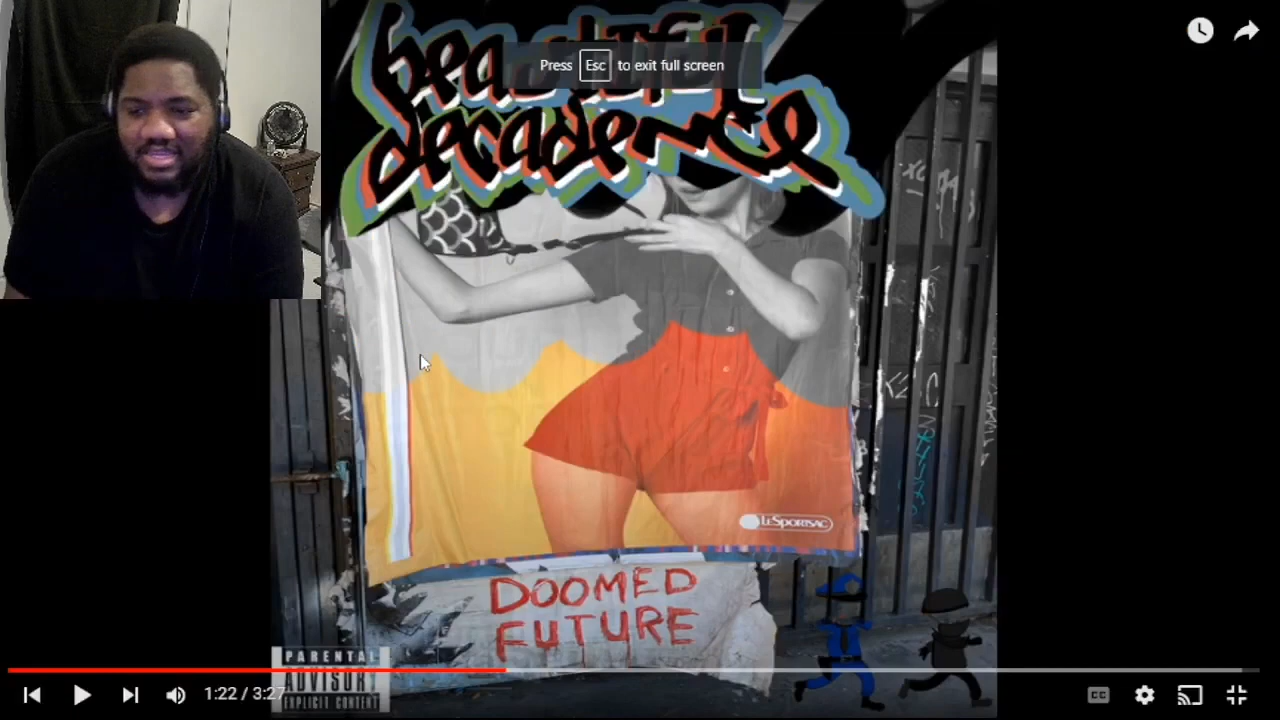 beautiful
Press Esc to exit full screen
decadence
LeSportsac
DOOMED
FUTURE
PARENTAL
ADVISORY
EXPLICIT CONTENT
1:22 / 3:27
CC